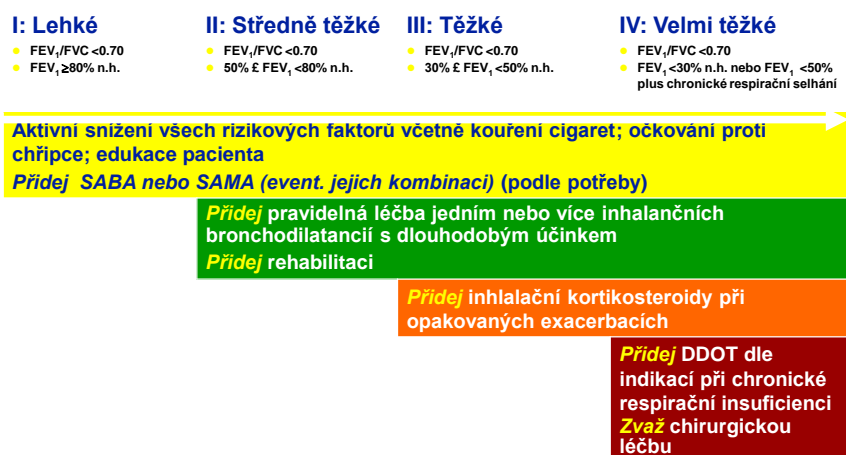 I: Lehké
FEV1/FVC <0.70
FEV1 ≥80% n.h.
II: Středně těžké
FEV1/FVC <0.70
50% £ FEV1 <80% n.h.
III: Těžké
FEV1/FVC <0.70
30% £ FEV1 <50% n.h.
IV: Velmi těžké
FEV1/FVC <0.70
FEV1 <30% n.h. nebo FEV1 <50%
plus chronické respirační selhání
Aktivní snížení všech rizikových faktorů včetně kouření cigaret; očkování proti
chřipce; edukace pacienta
Přidej SABA nebo SAMA (event. jejich kombinaci) (podle potřeby)
Přidej pravidelná léčba jedním nebo více inhalančních
bronchodilatancií s dlouhodobým účinkem
Přidej rehabilitaci
Přidej inhlalační kortikosteroidy při
opakovaných exacerbacích
Přidej DDOT dle
indikací při chronické
respirační insuficienci
Zvaž chirurgickou
léčbu